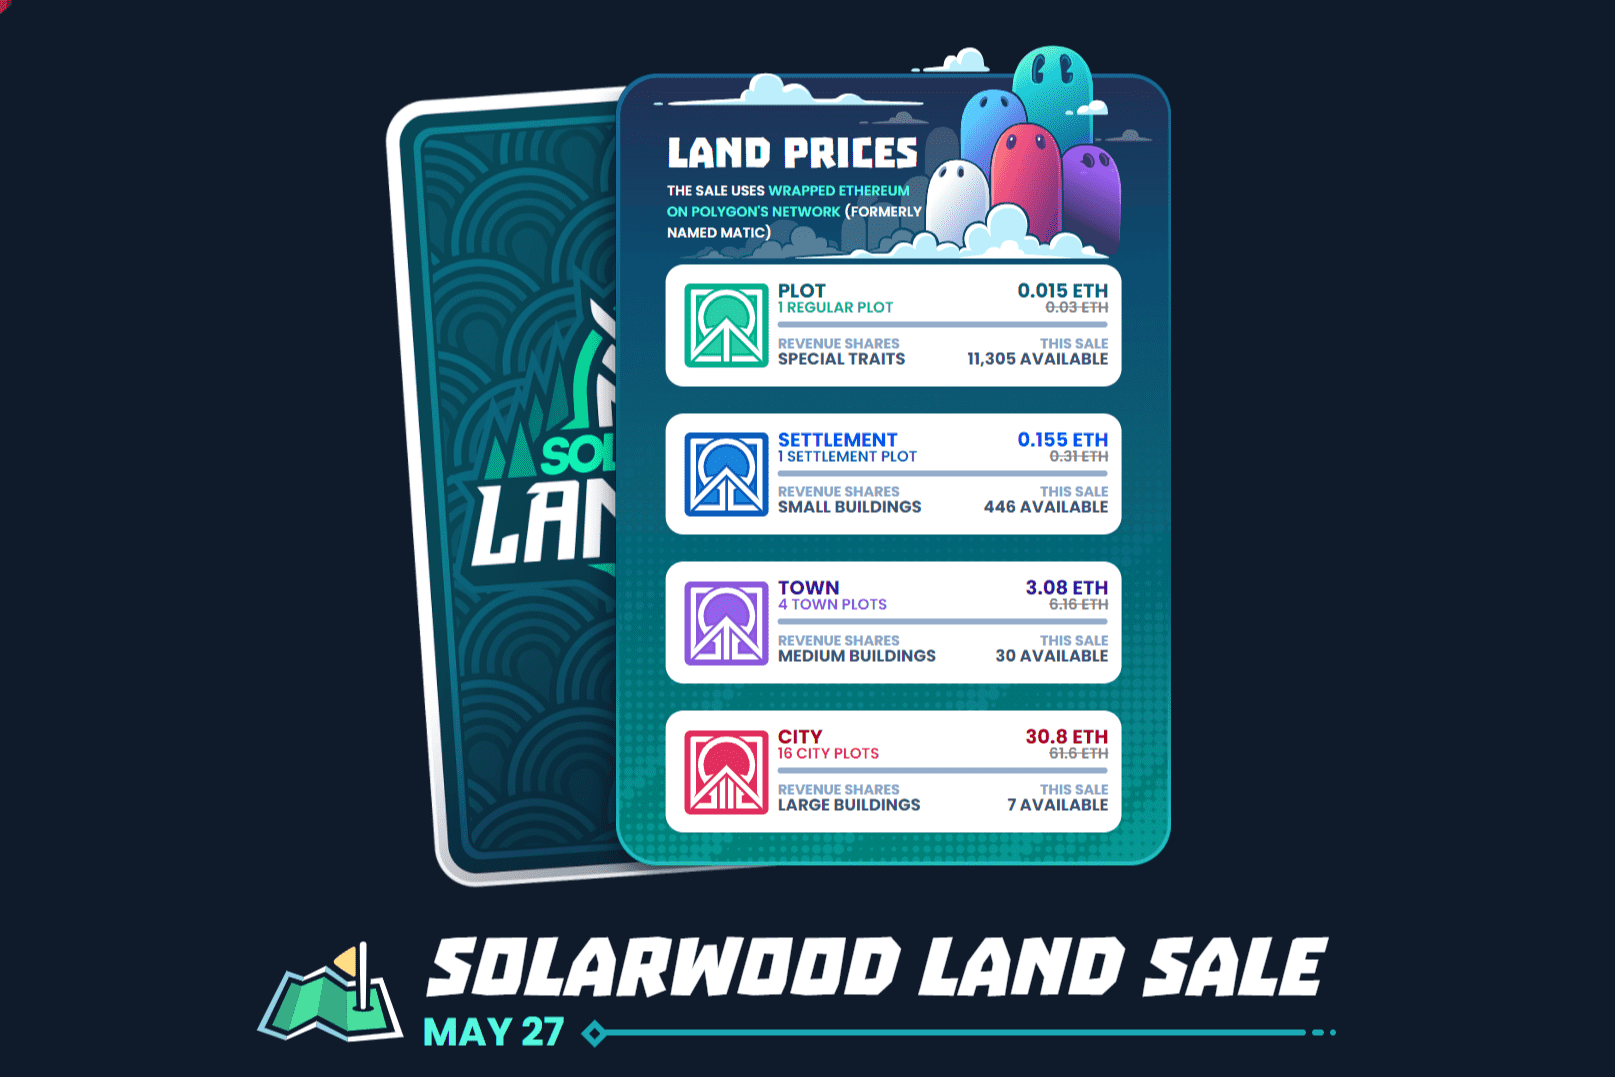 LAND PRICES
THE SALE USES WRAPPED ETHEREUM
ON POLYGON'S NETWORK (FORMERLY
NAMED MATIC)
PLOT 0.015 ETH
1 REGULAR PLOT 0.03 ETH
REVENUE SHARES THIS SALE
SPECIAL TRAITS 11,305 AVAILABLE
SETTLEMENT 0.155 ETH
1 SETTLEMENT PLOT 0.31 ETH
REVENUE SHARES THIS SALE
SMALL BUILDINGS 446 AVAILABLE
TOWN 3.08 ETH
4 TOWN PLOTS 6.16 ETH
REVENUE SHARES THIS SALE
MEDIUM BUILDINGS 30 AVAILABLE
CITY 30.8 ETH
16 CITY PLOTS 61.6 ETH
REVENUE SHARES THIS SALE
LARGE BUILDINGS 7 AVAILABLE
SOLARWOOD LAND SALE
MAY 27